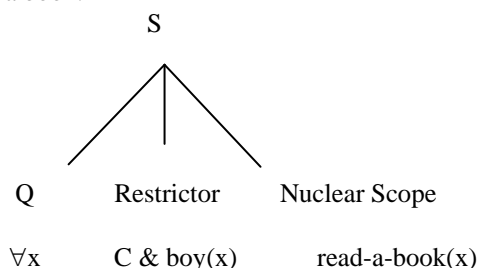 S
Q Restrictor Nuclear Scope
∀x C & boy(x) read-a-book(x)